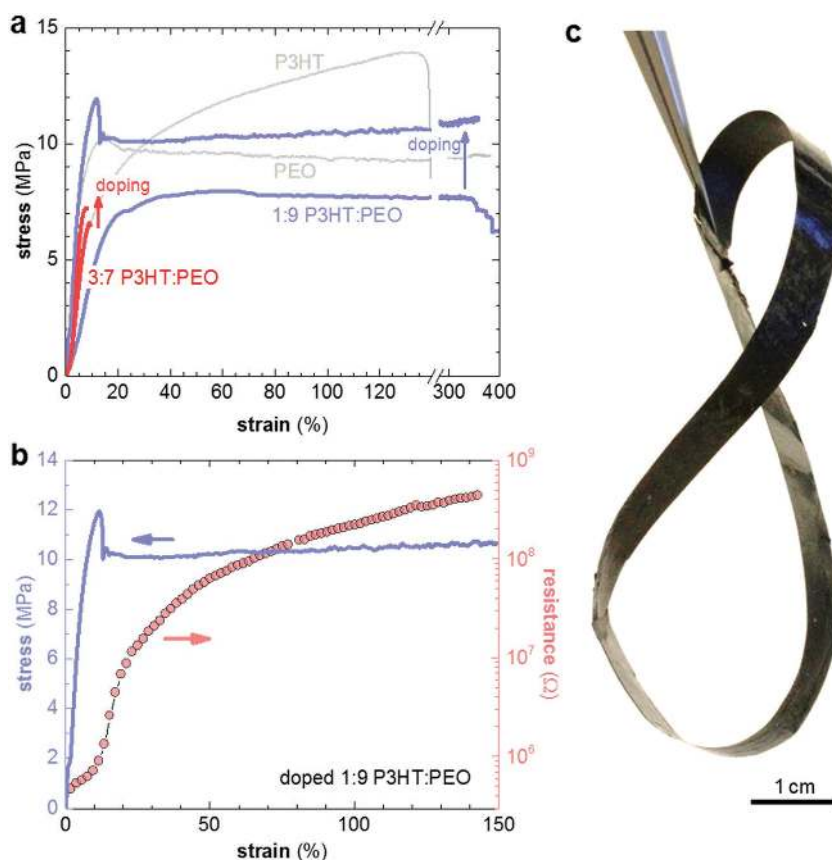 a
15
10
5
0
stress (MPa)
P3HT
PEO
doping
doping
1:9 P3HT:PEO
3:7 P3HT:PEO
0 20 40 60 80 100 120 300 400
strain (%)
b
14
12
10
8
6
4
2
0
stress (MPa)
10⁹
10⁸
10⁷
10⁶
resistance (Ω)
doped 1:9 P3HT:PEO
0 50 100 150
strain (%)
c
1 cm